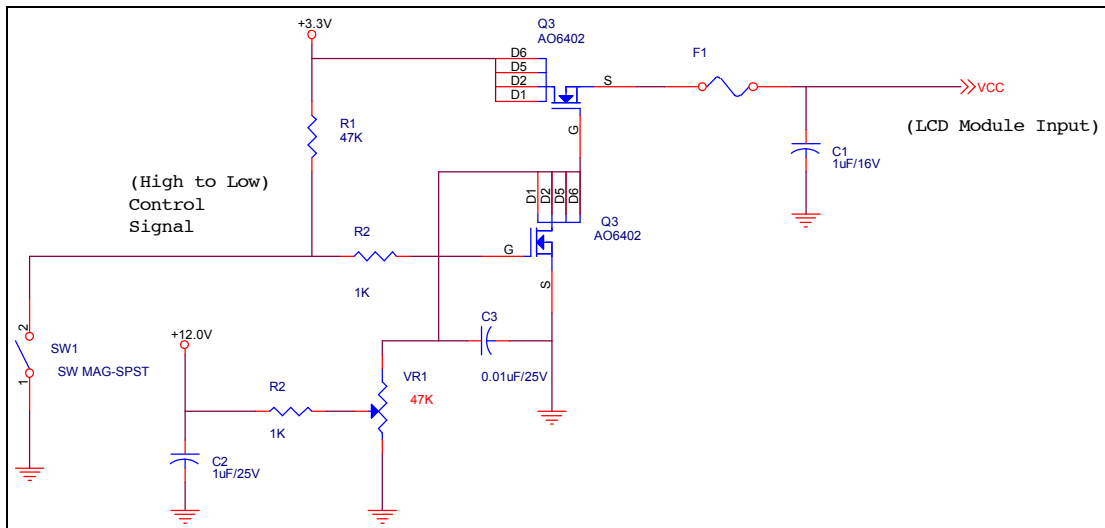 +3.3V
Q3
AO6402
F1
D6
D5
D2
D1
S
G
VCC
(LCD Module Input)
R1
47K
C1
1uF/16V
(High to Low)
Control
Signal
D1
D2
D5
D6
Q3
AO6402
R2
1K
G
S
2
1
SW1
SW MAG-SPST
+12.0V
C3
0.01uF/25V
R2
1K
VR1
47K
C2
1uF/25V